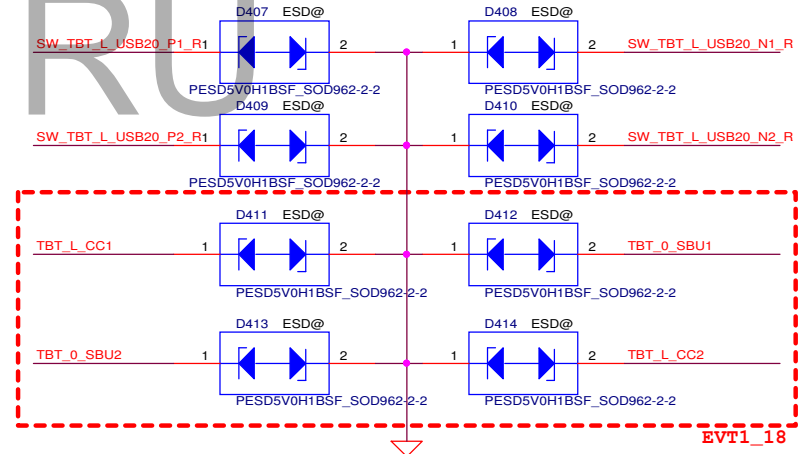 RU
D407 ESD@ D408 ESD@
SW_TBT_L_USB20_P1_R 1 2 1 2 SW_TBT_L_USB20_N1_R
PESD5V0H1BSF_SOD962-2-2 PESD5V0H1BSF_SOD962-2-2
D409 ESD@ D410 ESD@
SW_TBT_L_USB20_P2_R 1 2 1 2 SW_TBT_L_USB20_N2_R
PESD5V0H1BSF_SOD962-2-2 PESD5V0H1BSF_SOD962-2-2
D411 ESD@ D412 ESD@
TBT_L_CC1 1 2 1 2 TBT_0_SBU1
PESD5V0H1BSF_SOD962-2-2 PESD5V0H1BSF_SOD962-2-2
D413 ESD@ D414 ESD@
TBT_0_SBU2 1 2 1 2 TBT_L_CC2
PESD5V0H1BSF_SOD962-2-2 PESD5V0H1BSF_SOD962-2-2
EVT1_18